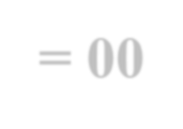 = 00